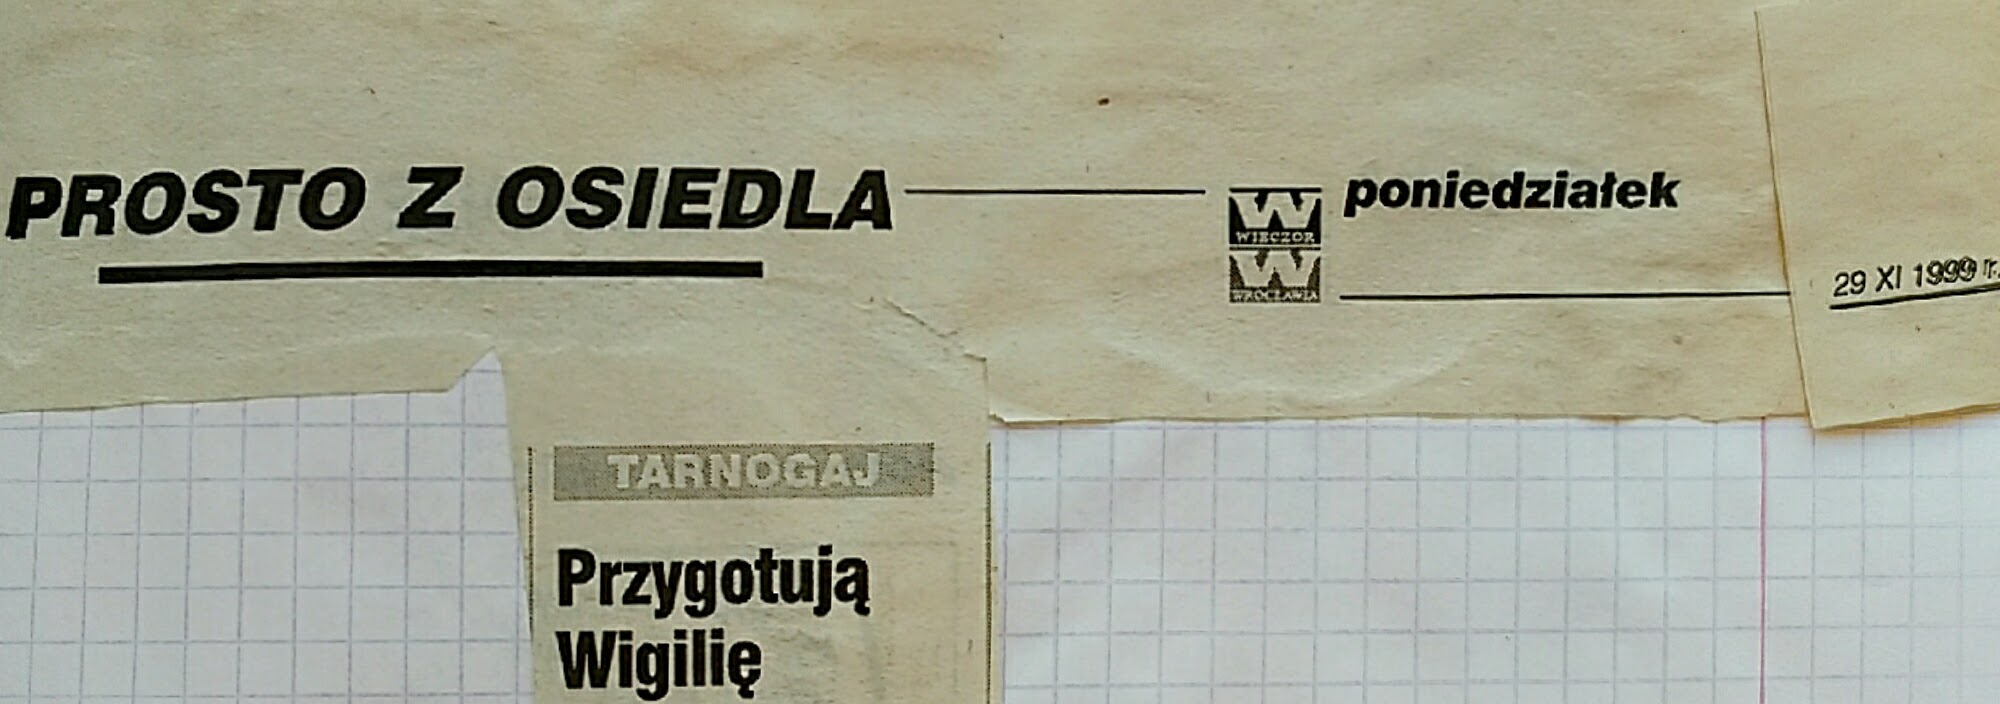 PROSTO Z OSIEDLA
WIECZÓR
WROCŁAWIA
poniedziałek
29 XI 1999 r.
TARNOGAJ
Przygotują
Wigilię